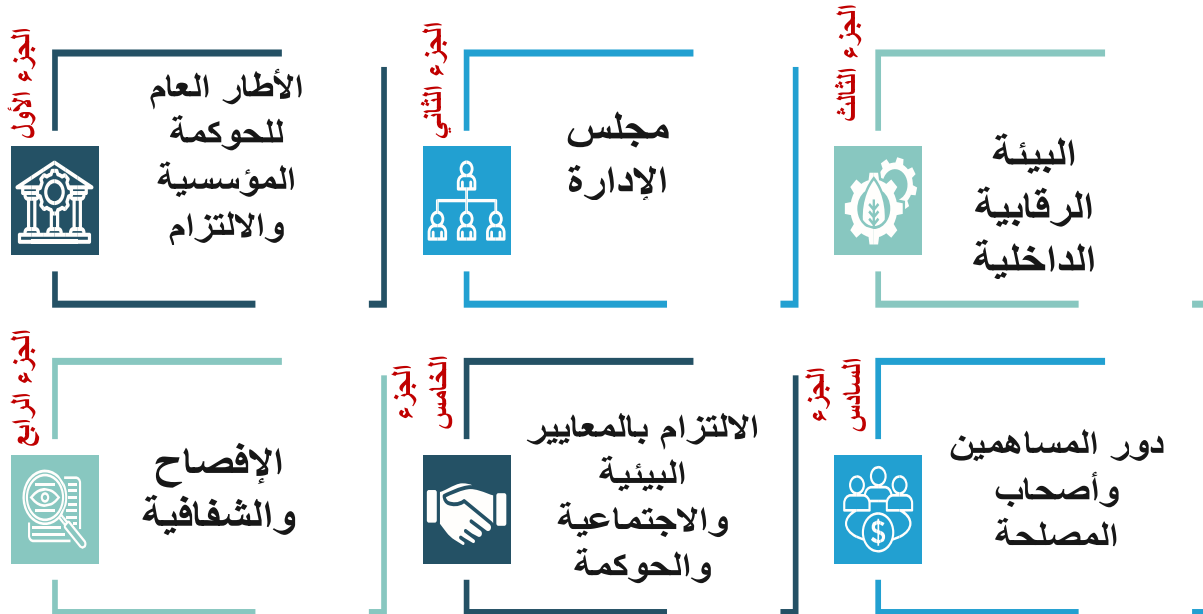 الجزء الأول
الأطار العام
للحوكمة
المؤسسية
والالتزام
الجزء الثاني
مجلس
الإدارة
الجزء الثالث
البيئة
الرقابية
الداخلية
الجزء الرابع
الإفصاح
والشفافية
الجزء
الخامس
الالتزام بالمعايير
البيئية
والاجتماعية
والحوكمة
الجزء
السادس
دور المساهمين
وأصحاب
المصلحة
$